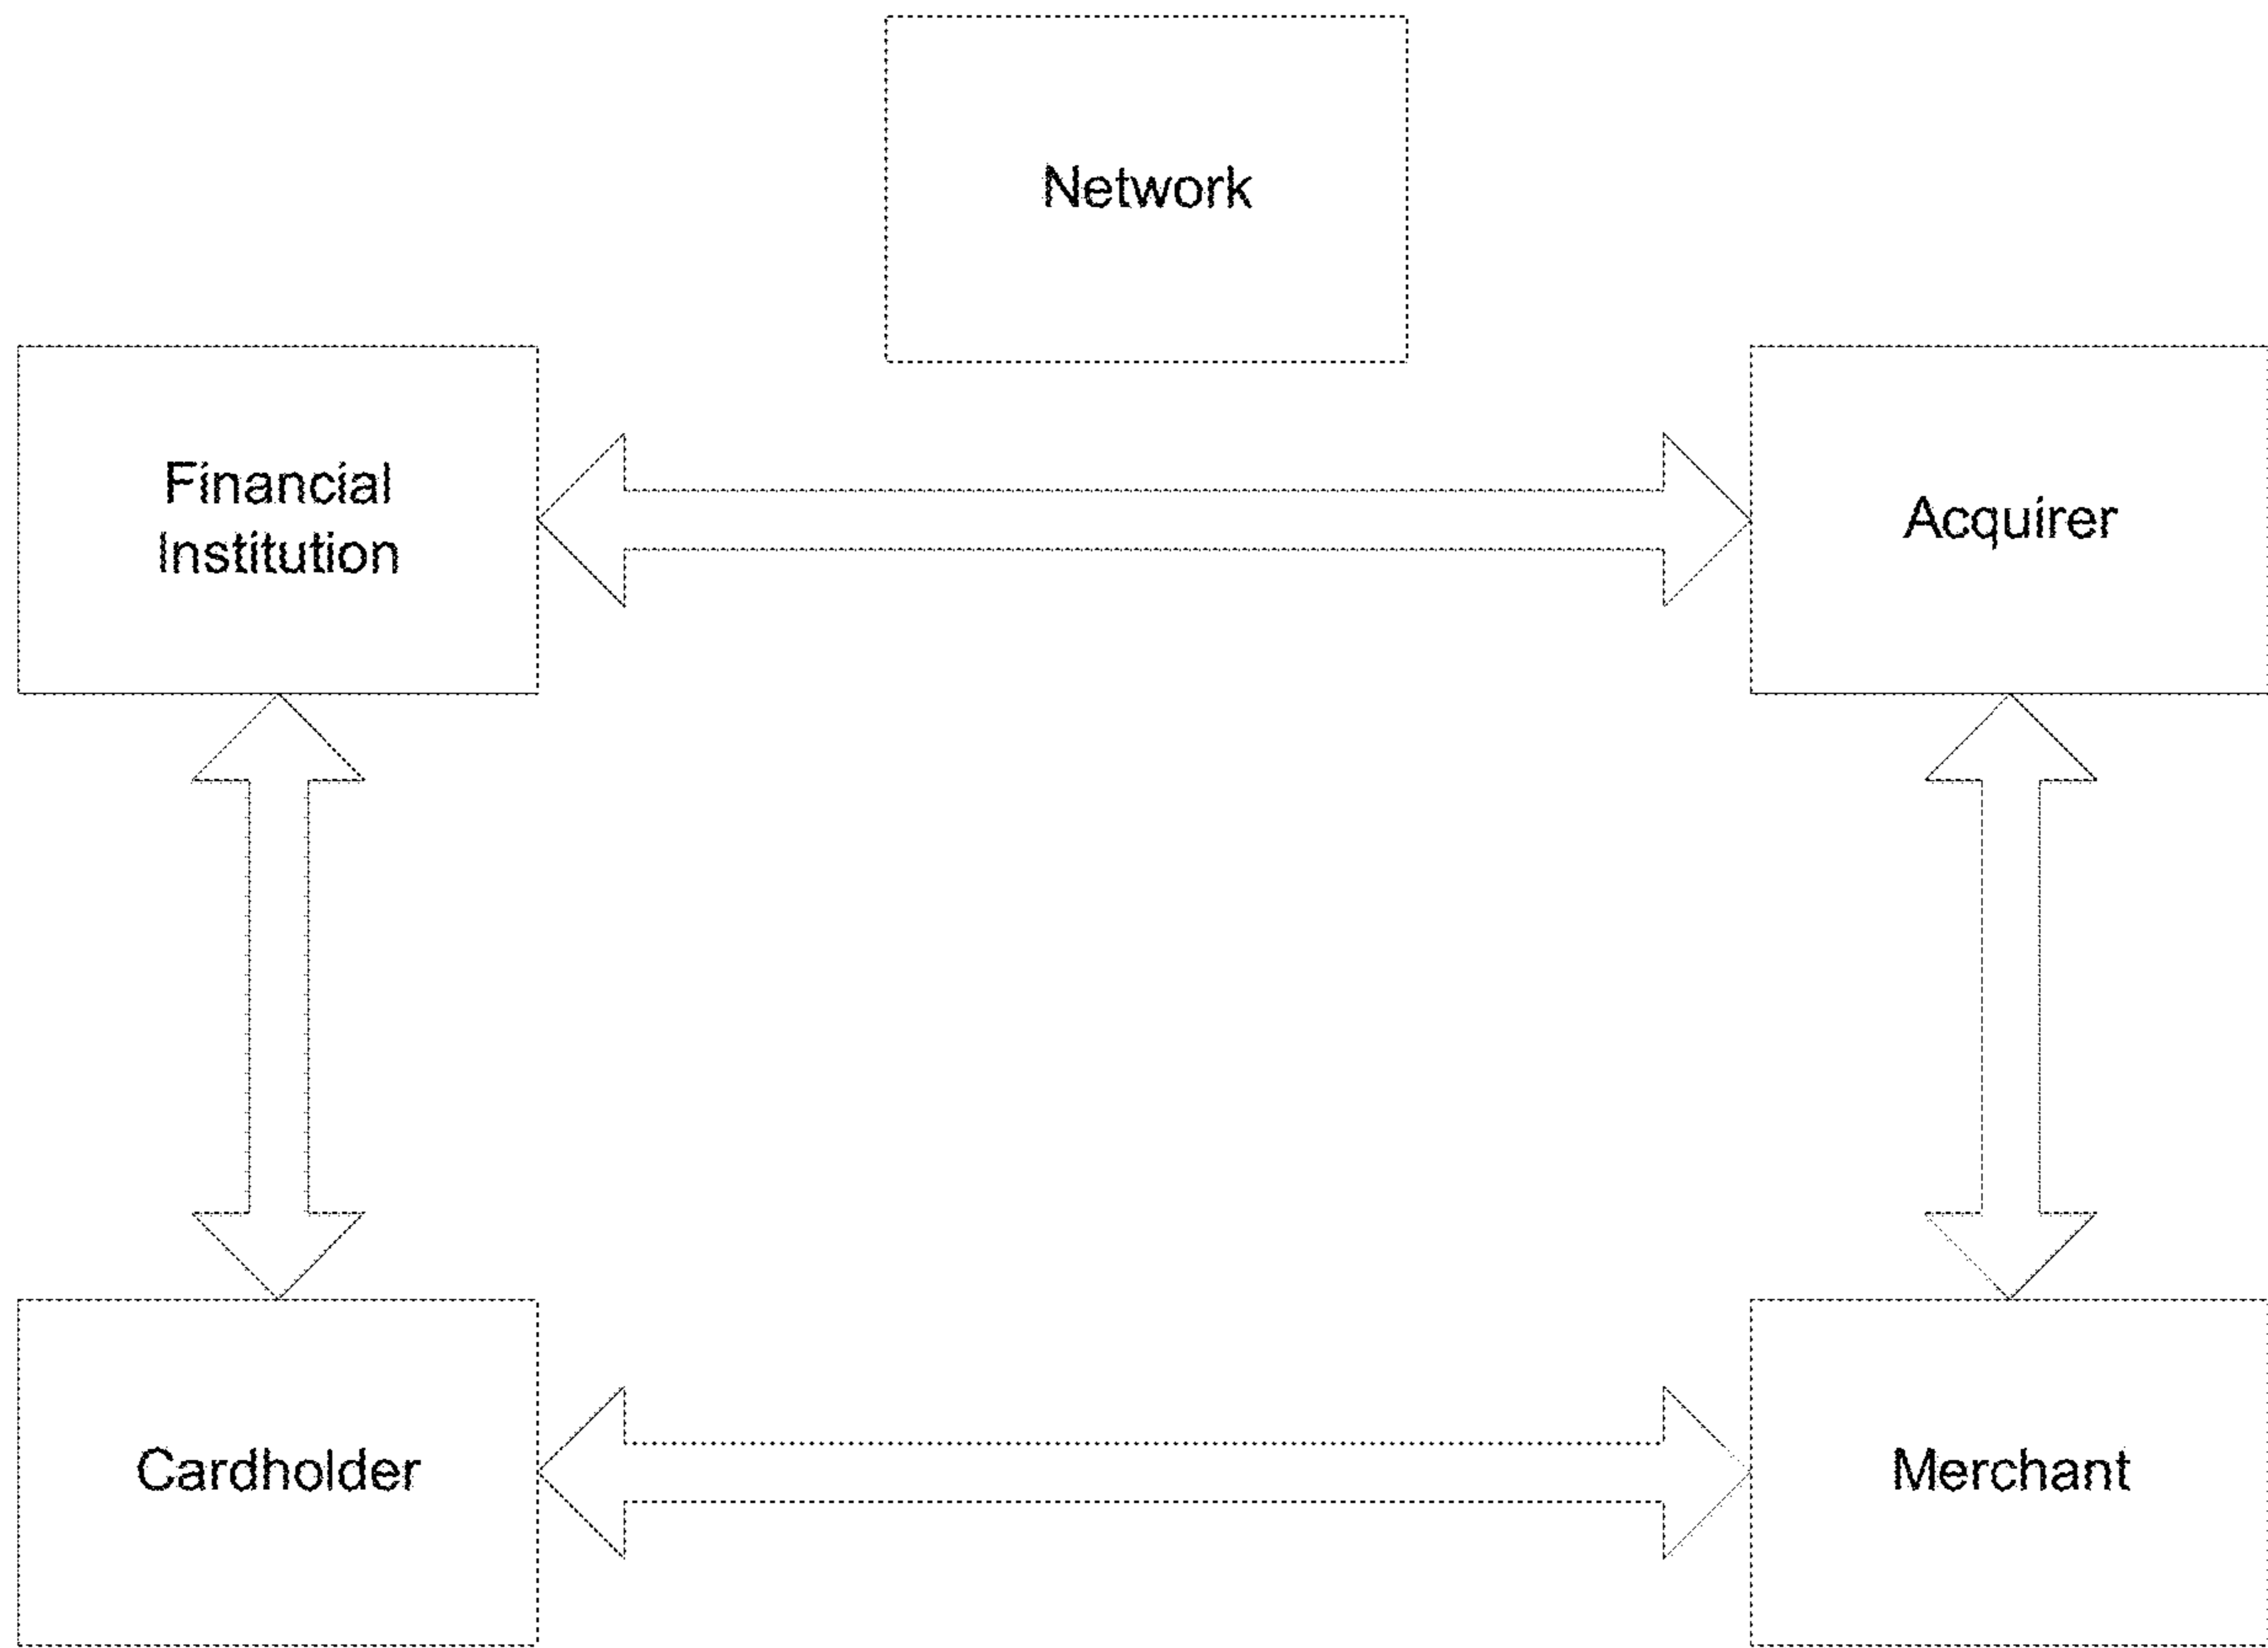 Network
Financial
Institution
Acquirer
Cardholder
Merchant